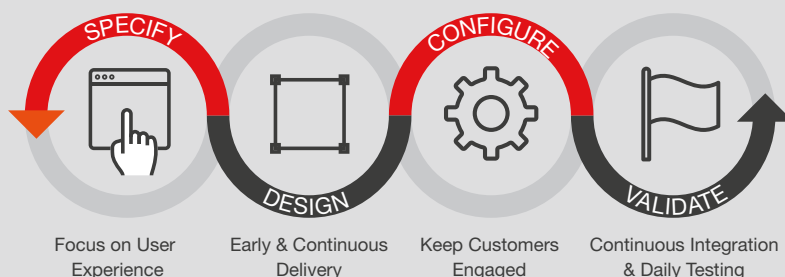 SPECIFY
DESIGN
CONFIGURE
VALIDATE
Focus on User
Experience
Early & Continuous
Delivery
Keep Customers
Engaged
Continuous Integration
& Daily Testing